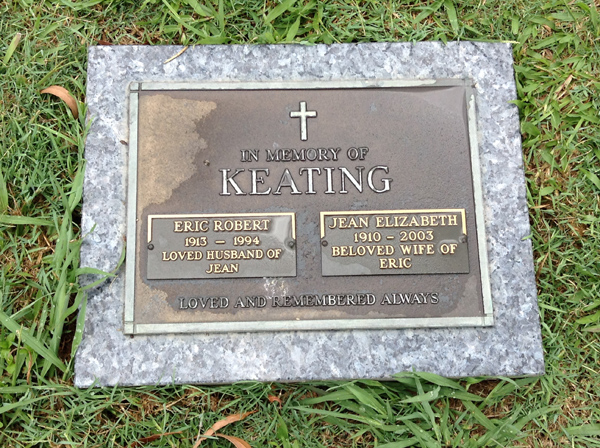 IN MEMORY OF
KEATING
ERIC ROBERT
1913 – 1994
LOVED HUSBAND OF
JEAN
JEAN ELIZABETH
1910 – 2003
BELOVED WIFE OF
ERIC
LOVED AND REMEMBERED ALWAYS